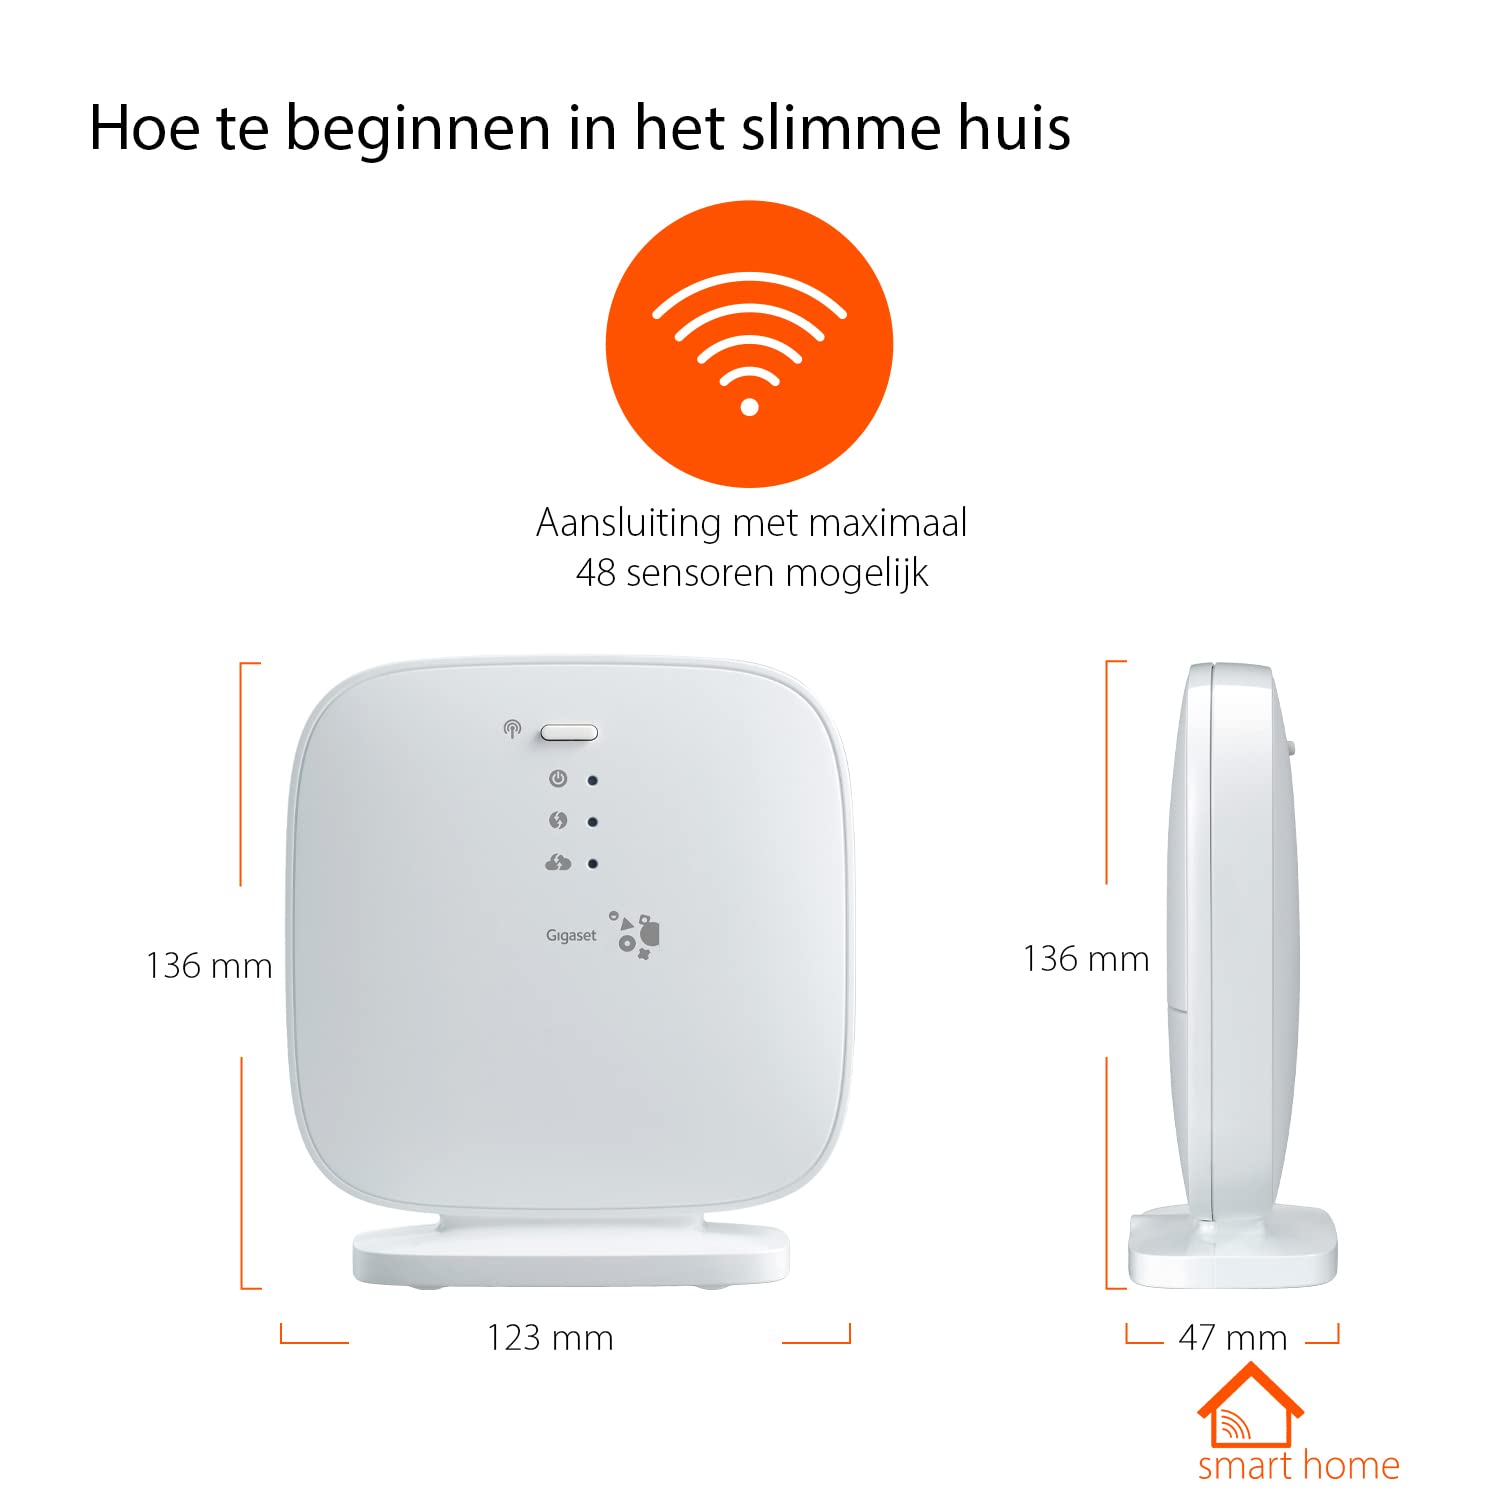 Hoe te beginnen in het slimme huis
Aansluiting met maximaal
48 sensoren mogelijk
Gigaset
136 mm
136 mm
123 mm
47 mm
smart home